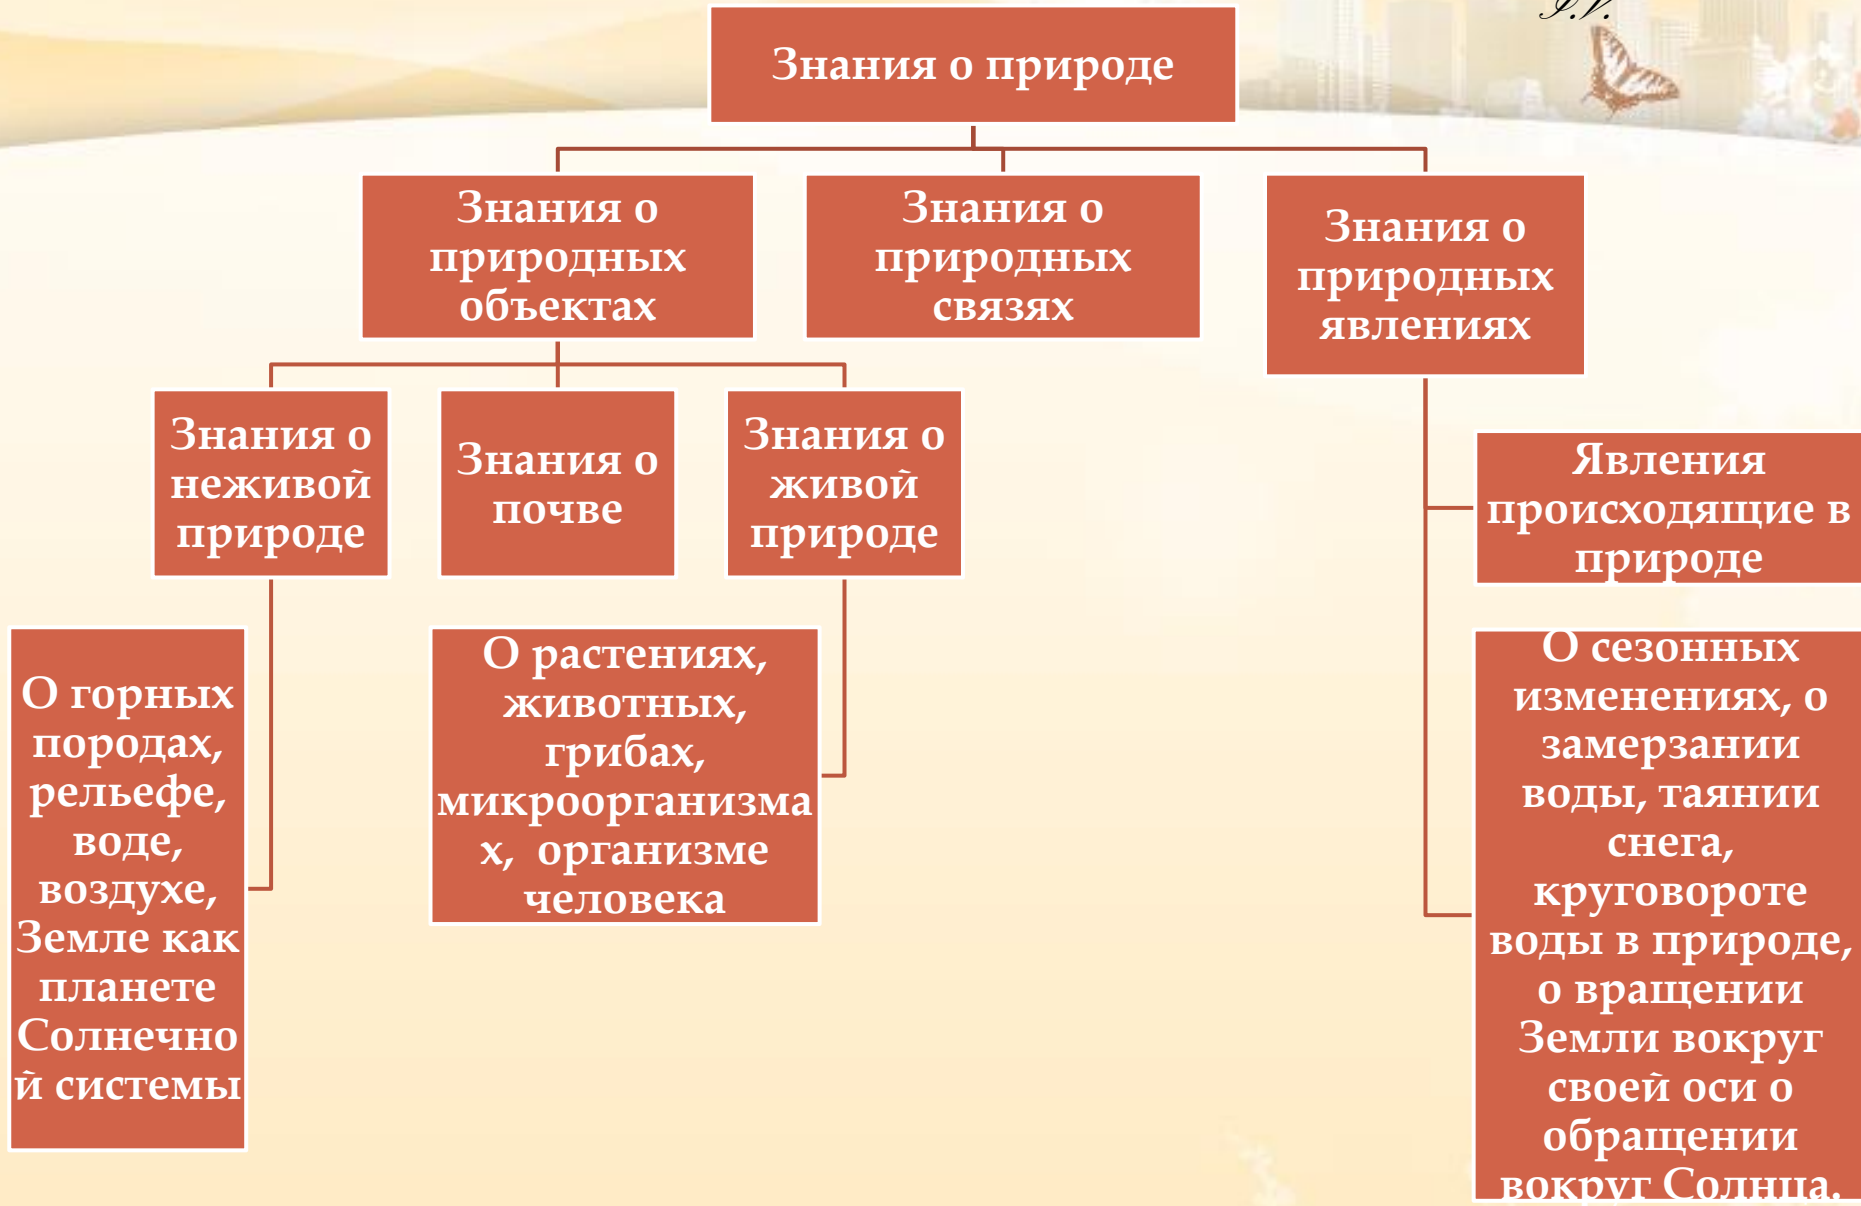 I.V.
Знания о природе
Знания о
природных
объектах
Знания о
природных
связях
Знания о
природных
явлениях
Знания о
неживой
природе
Знания о
почве
Знания о
живой
природе
Явления
происходящие в
природе
О горных
породах,
рельефе,
воде,
воздухе,
Земле как
планете
Солнечно
й системы
О растениях,
животных,
грибах,
микроорганизма
х, организме
человека
О сезонных
изменениях, о
замерзании
воды, таянии
снега,
круговороте
воды в природе,
о вращении
Земли вокруг
своей оси о
обращении
вокруг Солнца.